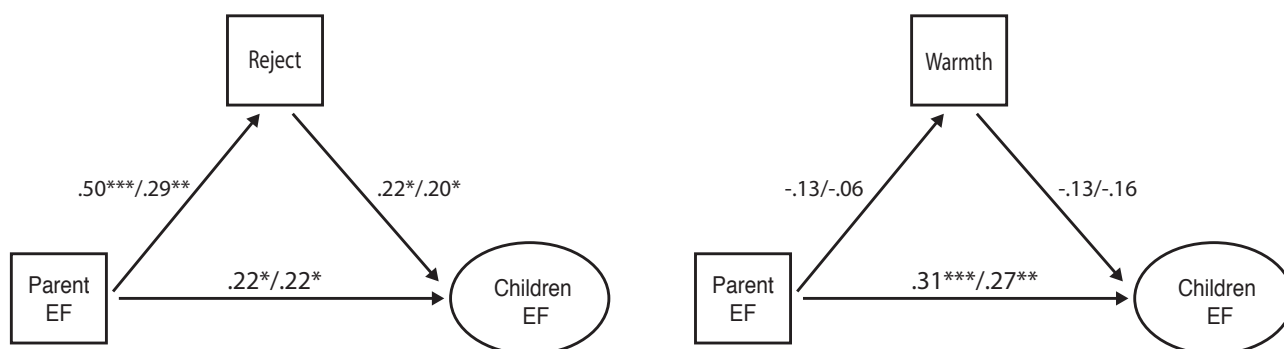 Reject
.50***/.29**
.22*/.20*
Parent
EF
.22*/.22*
Children
EF
Warmth
-.13/-.06
-.13/-.16
Parent
EF
.31***/.27**
Children
EF